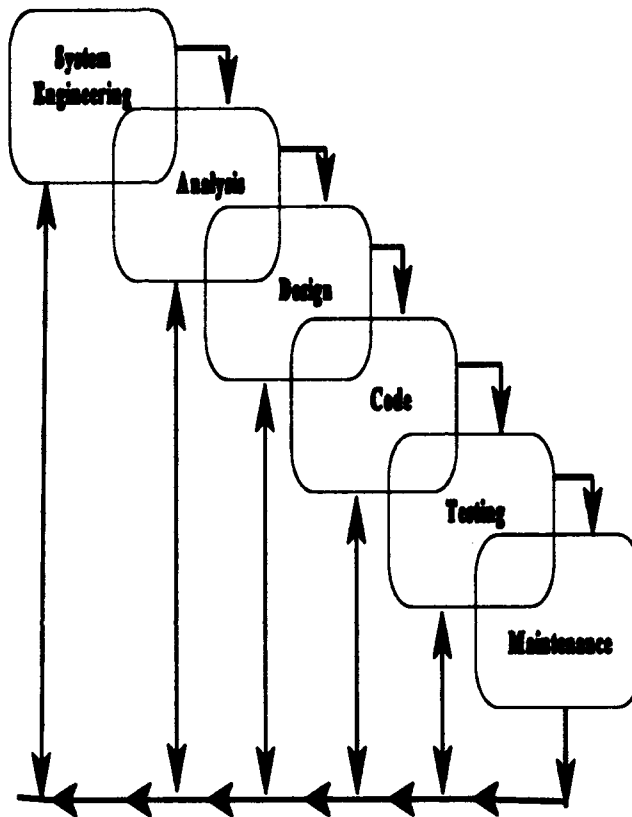 System
Engineering
Analysis
Design
Code
Testing
Maintenance